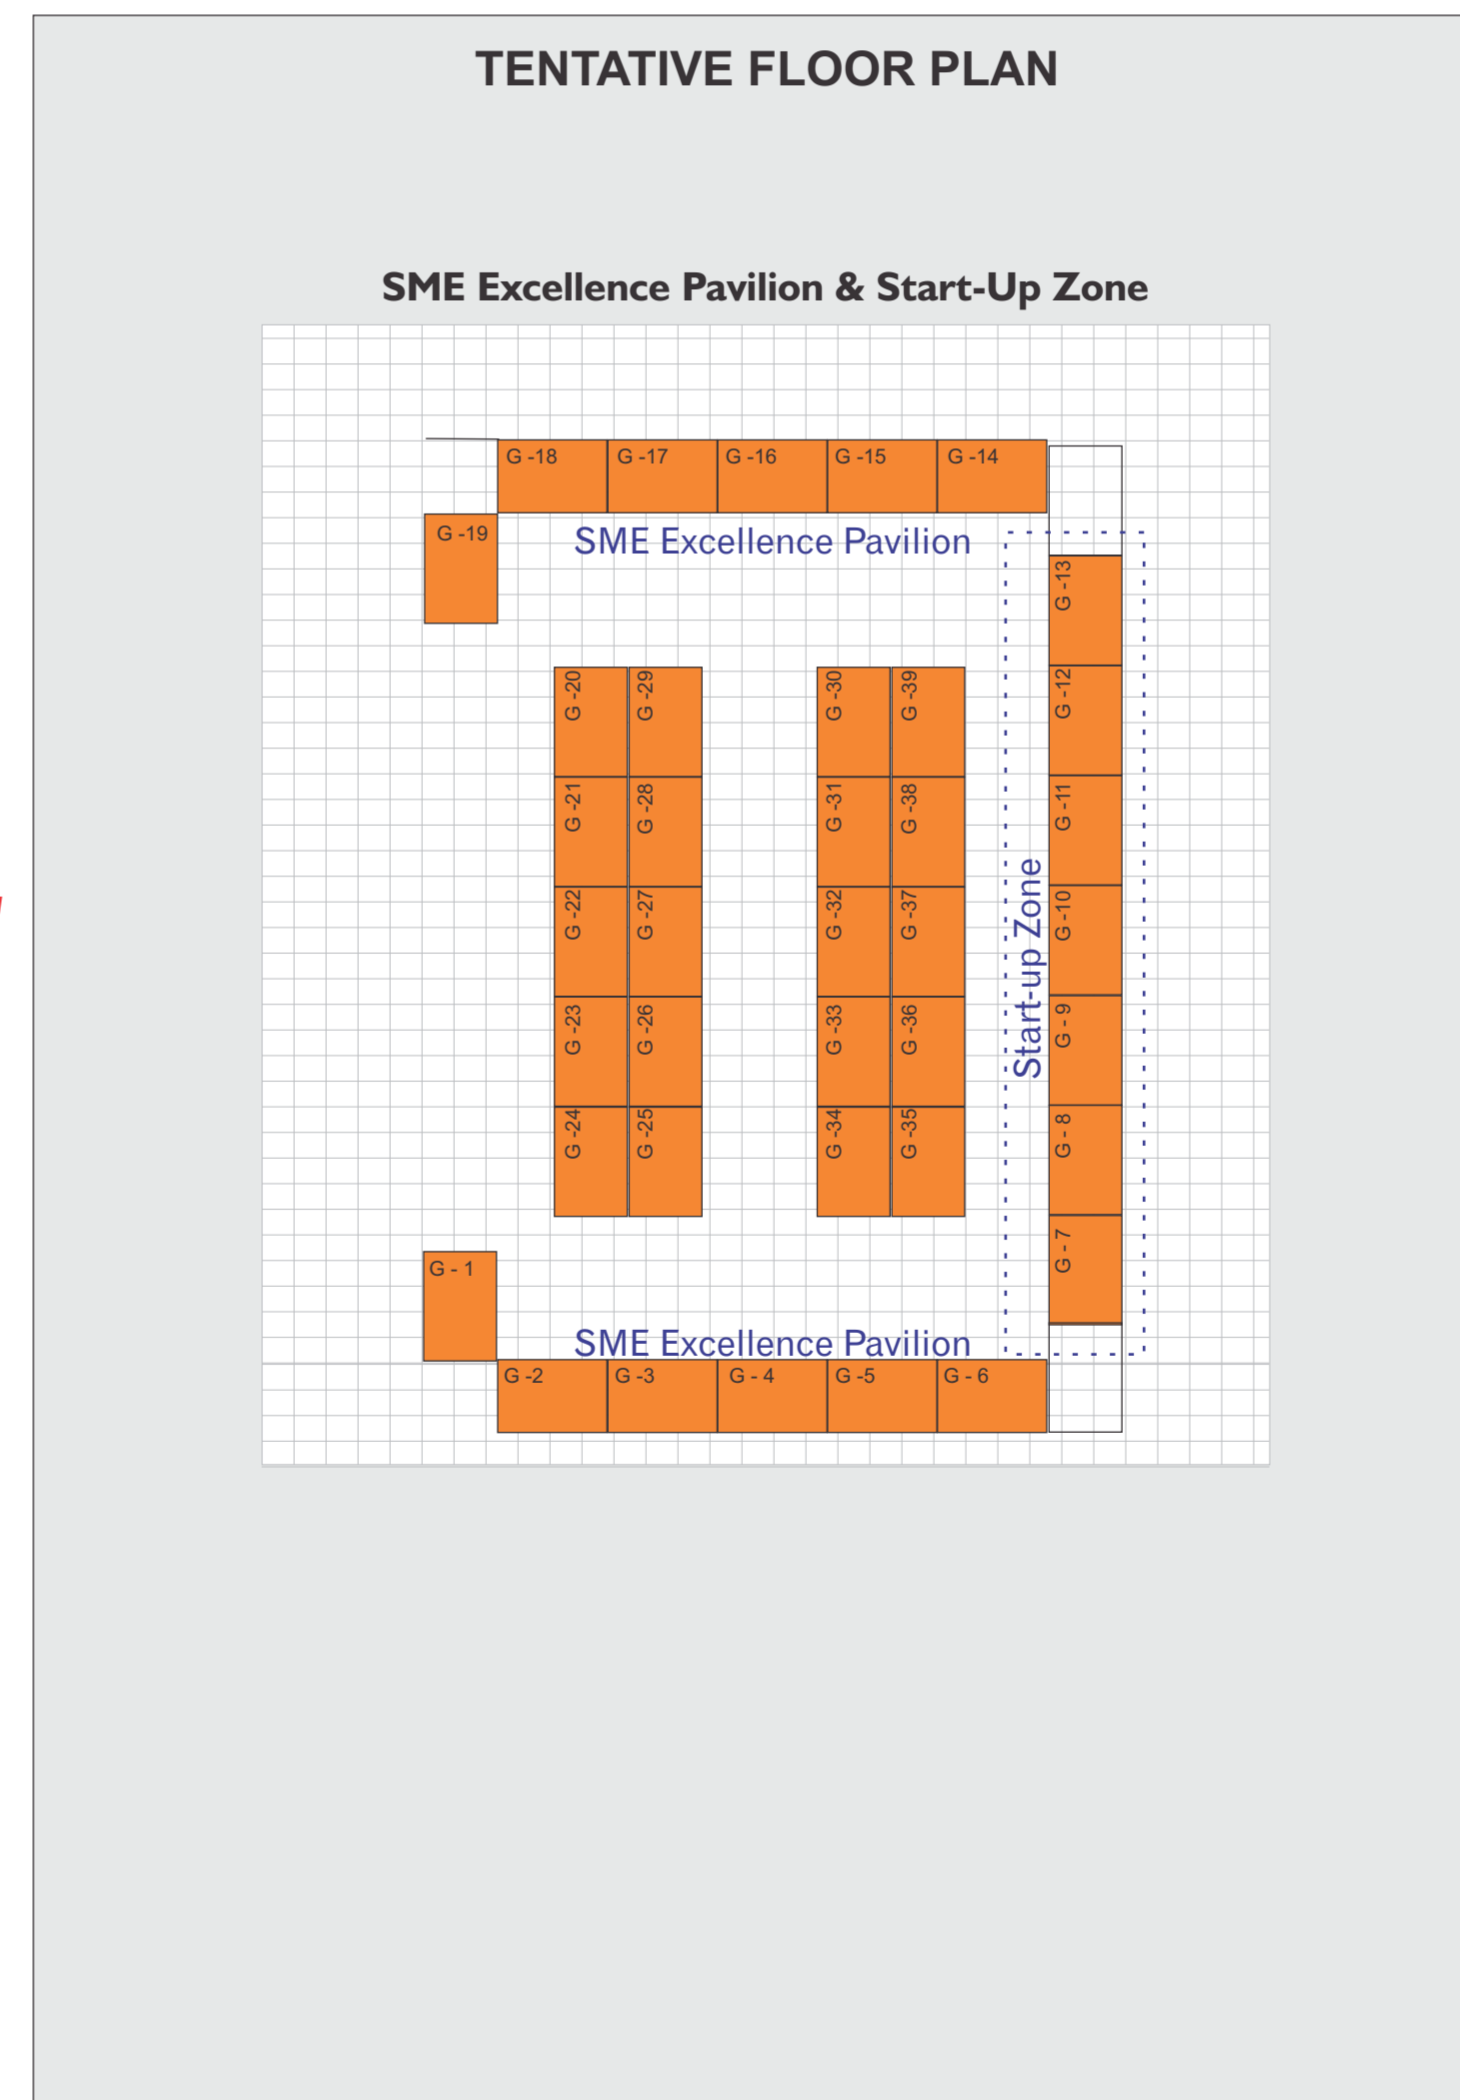 TENTATIVE FLOOR PLAN
SME Excellence Pavilion & Start-Up Zone
G -18
G -17
G -16
G -15
G -14
G -19
SME Excellence Pavilion
G -13
G -12
G -11
G -10
G - 9
G - 8
G - 7
Start-up Zone
G -20
G -29
G -30
G -39
G -21
G -28
G -31
G -38
G -22
G -27
G -32
G -37
G -23
G -26
G -33
G -36
G -24
G -25
G -34
G -35
G - 1
SME Excellence Pavilion
G -2
G -3
G - 4
G -5
G - 6